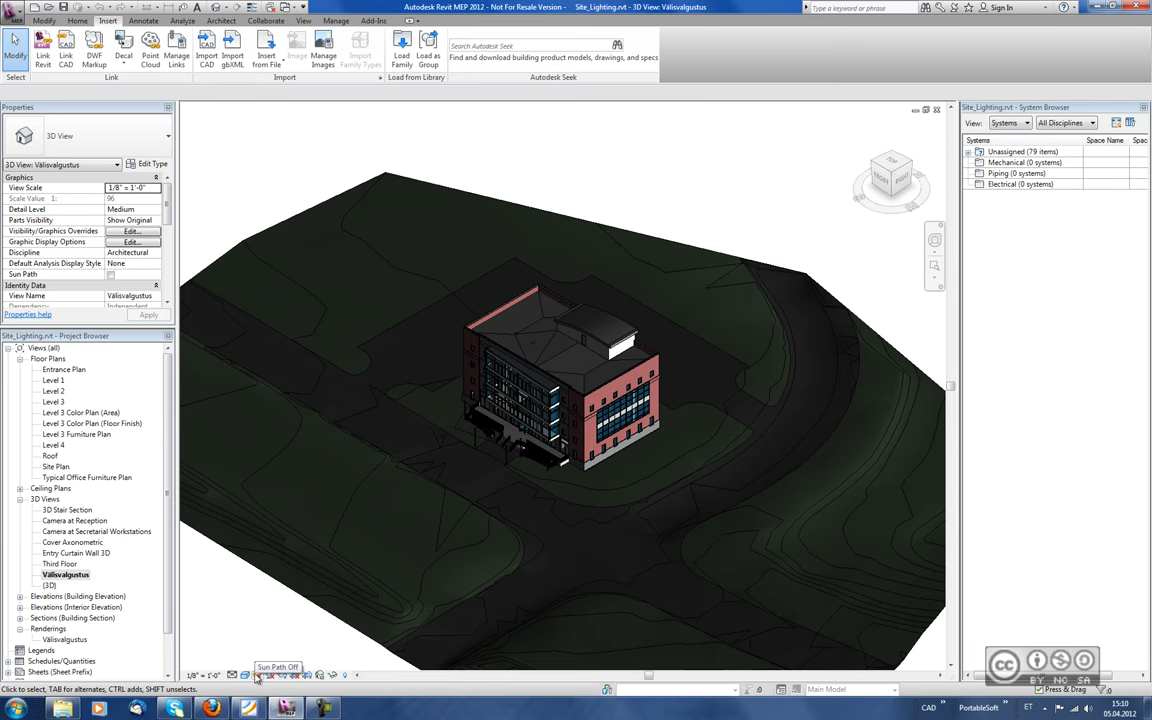 Autodesk Revit MEP 2012 - Not For Resale Version - Site_Lighting.rvt - 3D View: Välisvalgustus
Type a keyword or phrase
Sign In
Modify Home Insert Annotate Analyze Architect Collaborate View Manage Add-Ins
Modify
Link Revit
Link CAD
DWF Markup
Decal
Point Cloud
Manage Links
Import CAD
Import gbXML
Insert from File
Image
Manage Images
Import Family Types
Load Family
Load as Group
Search Autodesk Seek
Find and download building product models, drawings, and specs
Select Link Import Load from Library Autodesk Seek
Properties
3D View
3D View: Välisvalgustus Edit Type
Graphics
View Scale 1/8" = 1'-0"
Scale Value 1: 96
Detail Level Medium
Parts Visibility Show Original
Visibility/Graphics Overrides Edit...
Graphic Display Options Edit...
Discipline Architectural
Default Analysis Display Style None
Sun Path
Identity Data
View Name Välisvalgustus
Dependency Independent
Properties help Apply
Site_Lighting.rvt - Project Browser
Views (all)
Floor Plans
Entrance Plan
Level 1
Level 2
Level 3
Level 3 Color Plan (Area)
Level 3 Color Plan (Floor Finish)
Level 3 Furniture Plan
Level 4
Roof
Site Plan
Typical Office Furniture Plan
Ceiling Plans
3D Views
3D Stair Section
Camera at Reception
Camera at Secretarial Workstations
Cover Axonometric
Entry Curtain Wall 3D
Third Floor
Välisvalgustus
{3D}
Elevations (Building Elevation)
Elevations (Interior Elevation)
Sections (Building Section)
Renderings
Välisvalgustus
Legends
Schedules/Quantities
Sheets (Sheet Prefix)
TOP
FRONT RIGHT
Site_Lighting.rvt - System Browser
View: Systems All Disciplines
Systems Space Name Spac
Unassigned (79 items)
Mechanical (0 systems)
Piping (0 systems)
Electrical (0 systems)
Sun Path Off
1/8" = 1'-0"
Click to select, TAB for alternates, CTRL adds, SHIFT unselects.
:0
Main Model
Press & Drag
:0
cc
BY NC SA
CAD PortableSoft ET
15:10
05.04.2012